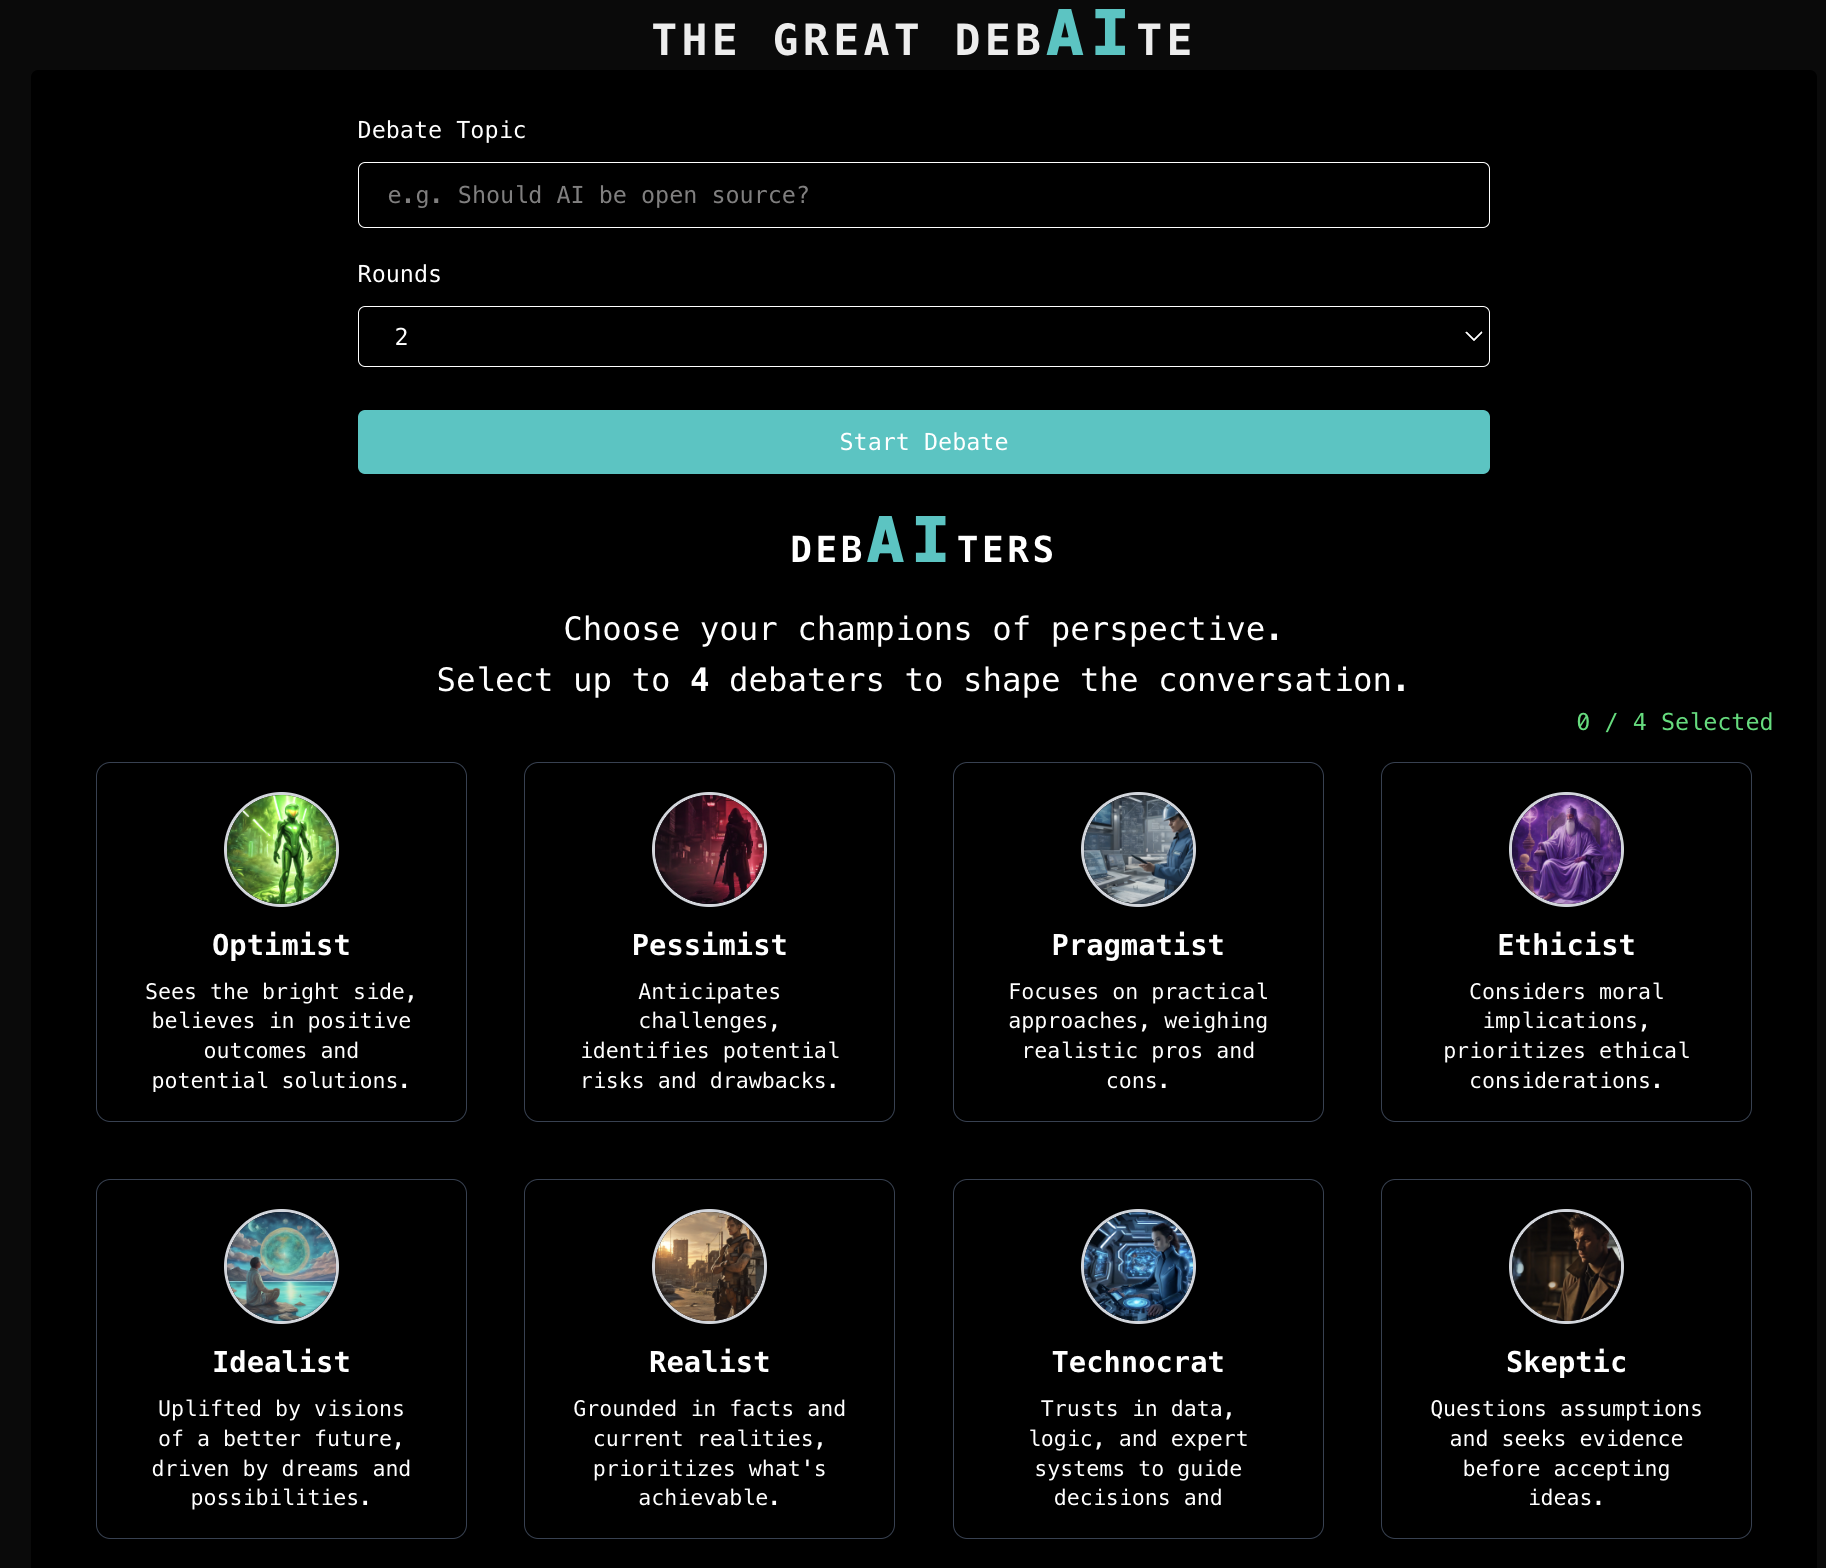 THE GREAT DEBAITE
Debate Topic
e.g. Should AI be open source?
Rounds
2
Start Debate
DEBAITERS
Choose your champions of perspective.
Select up to 4 debaters to shape the conversation.
0 / 4 Selected
Optimist
Sees the bright side,
believes in positive
outcomes and
potential solutions.
Pessimist
Anticipates
challenges,
identifies potential
risks and drawbacks.
Pragmatist
Focuses on practical
approaches, weighing
realistic pros and
cons.
Ethicist
Considers moral
implications,
prioritizes ethical
considerations.
Idealist
Uplifted by visions
of a better future,
driven by dreams and
possibilities.
Realist
Grounded in facts and
current realities,
prioritizes what's
achievable.
Technocrat
Trusts in data,
logic, and expert
systems to guide
decisions and
Skeptic
Questions assumptions
and seeks evidence
before accepting
ideas.